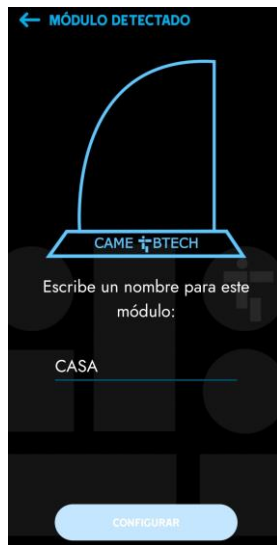 MÓDULO DETECTADO
CAME BTECH
Escribe un nombre para este
módulo:
CASA
CONFIGURAR